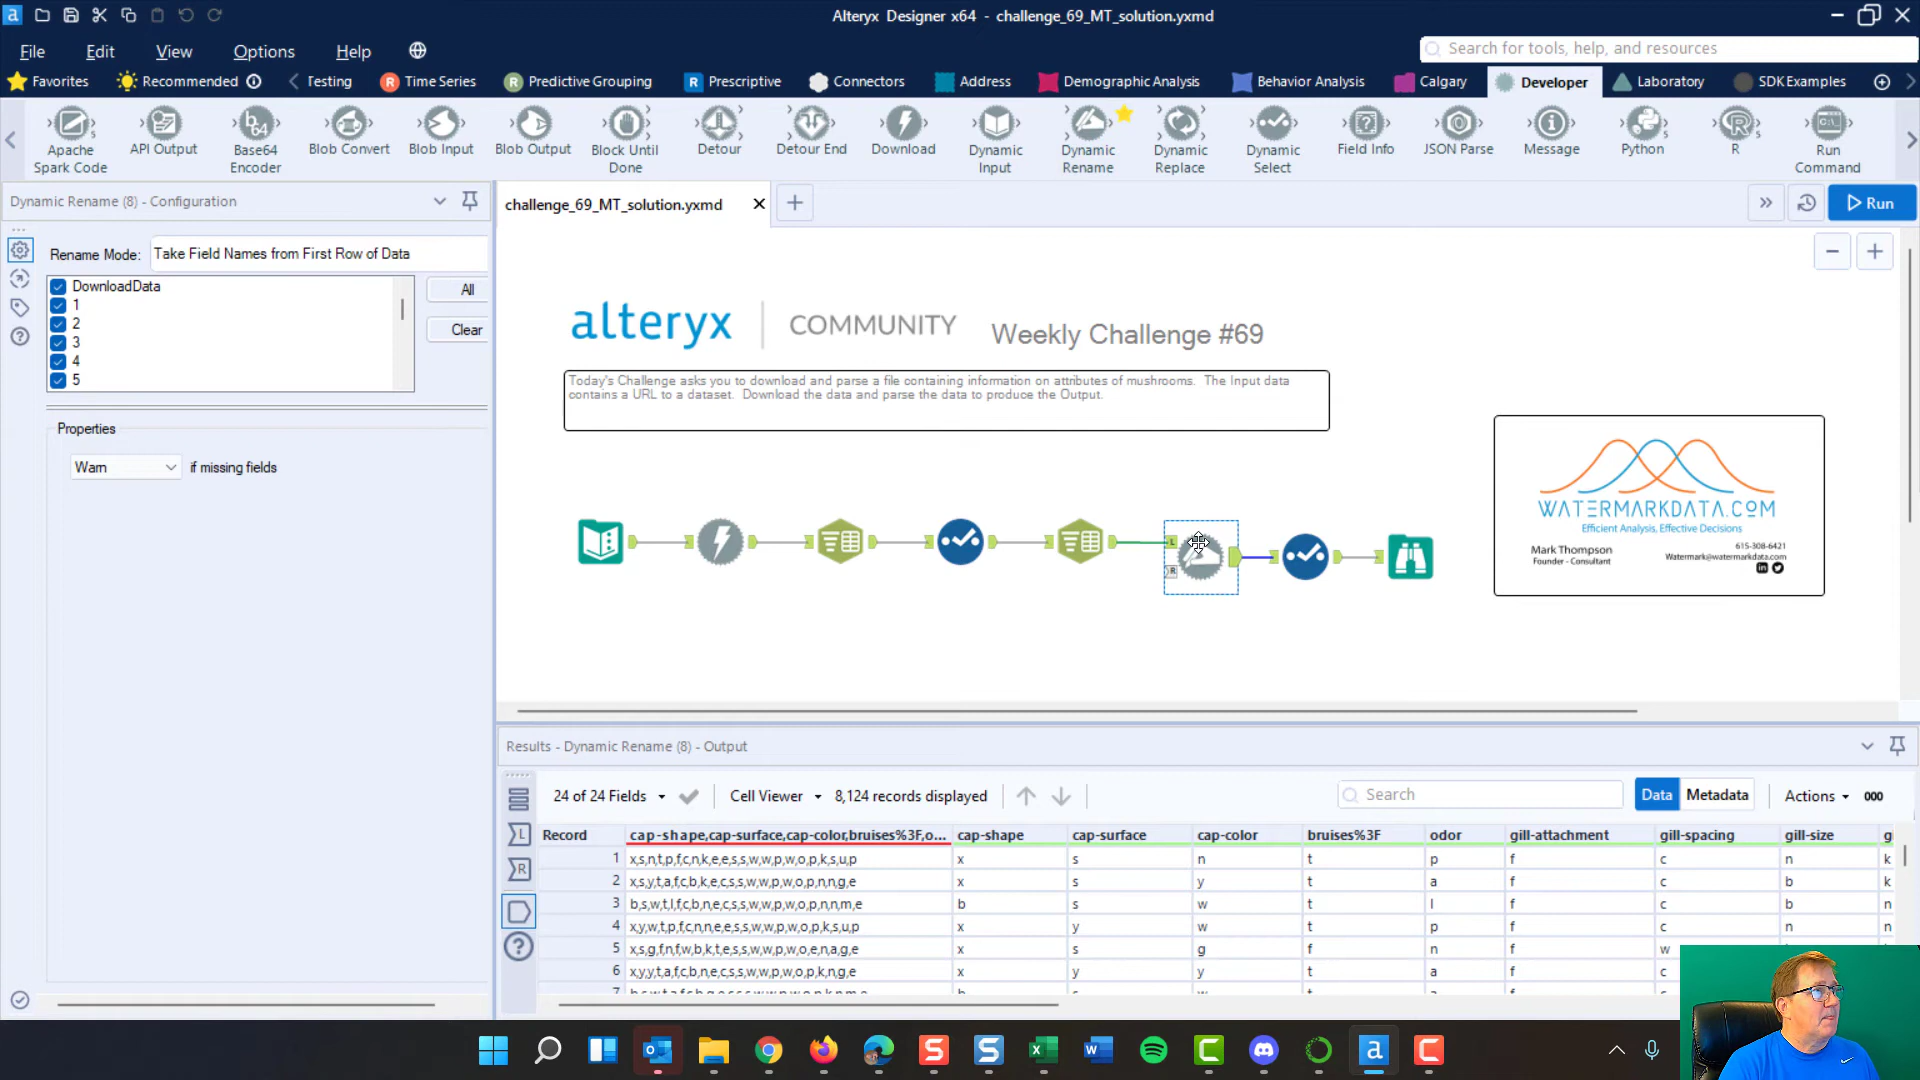 Alteryx Designer x64 - challenge_69_MT_solution.yxmd
File Edit View Options Help
Search for tools, help, and resources
Favorites Recommended Testing Time Series Predictive Grouping Prescriptive Connectors Address Demographic Analysis Behavior Analysis Calgary Developer Laboratory SDK Examples
Apache Spark Code
API Output
Base64 Encoder
Blob Convert
Blob Input
Blob Output
Block Until Done
Detour
Detour End
Download
Dynamic Input
Dynamic Rename
Dynamic Replace
Dynamic Select
Field Info
JSON Parse
Message
Python
R
Run Command
Dynamic Rename (8) - Configuration
challenge_69_MT_solution.yxmd
Run
Rename Mode: Take Field Names from First Row of Data
DownloadData
1
2
3
4
5
All
Clear
Properties
Warn if missing fields
alteryx COMMUNITY Weekly Challenge #69
Today's Challenge asks you to download and parse a file containing information on attributes of mushrooms. The Input data
contains a URL to a dataset. Download the data and parse the data to produce the Output.
WATERMARKDATA.COM
Efficient Analysis, Effective Decisions
Mark Thompson
Founder - Consultant
615-308-6421
Watermark@watermarkdata.com
Results - Dynamic Rename (8) - Output
24 of 24 Fields Cell Viewer 8,124 records displayed Search Data Metadata Actions 000
Record cap-shape,cap-surface,cap-color,bruises%3F,o... cap-shape cap-surface cap-color bruises%3F odor gill-attachment gill-spacing gill-size g
1 x,s,n,t,p,f,c,n,k,e,e,s,s,w,w,p,w,o,p,k,s,u,p x s n t p f c n k
2 x,s,y,t,a,f,c,b,k,e,c,s,s,w,w,p,w,o,p,n,n,g,e x s y t a f c b k
3 b,s,w,t,l,f,c,b,n,e,c,s,s,w,w,p,w,o,p,n,n,m,e b s w t l f c b n
4 x,y,w,t,p,f,c,n,n,e,e,s,s,w,w,p,w,o,p,k,s,u,p x y w t p f c n n
5 x,s,g,f,n,f,w,b,k,t,e,s,s,w,w,p,w,o,e,n,a,g,e x s g f n f w
6 x,y,y,t,a,f,c,b,n,e,c,s,s,w,w,p,w,o,p,k,n,g,e x y y t a f c
7